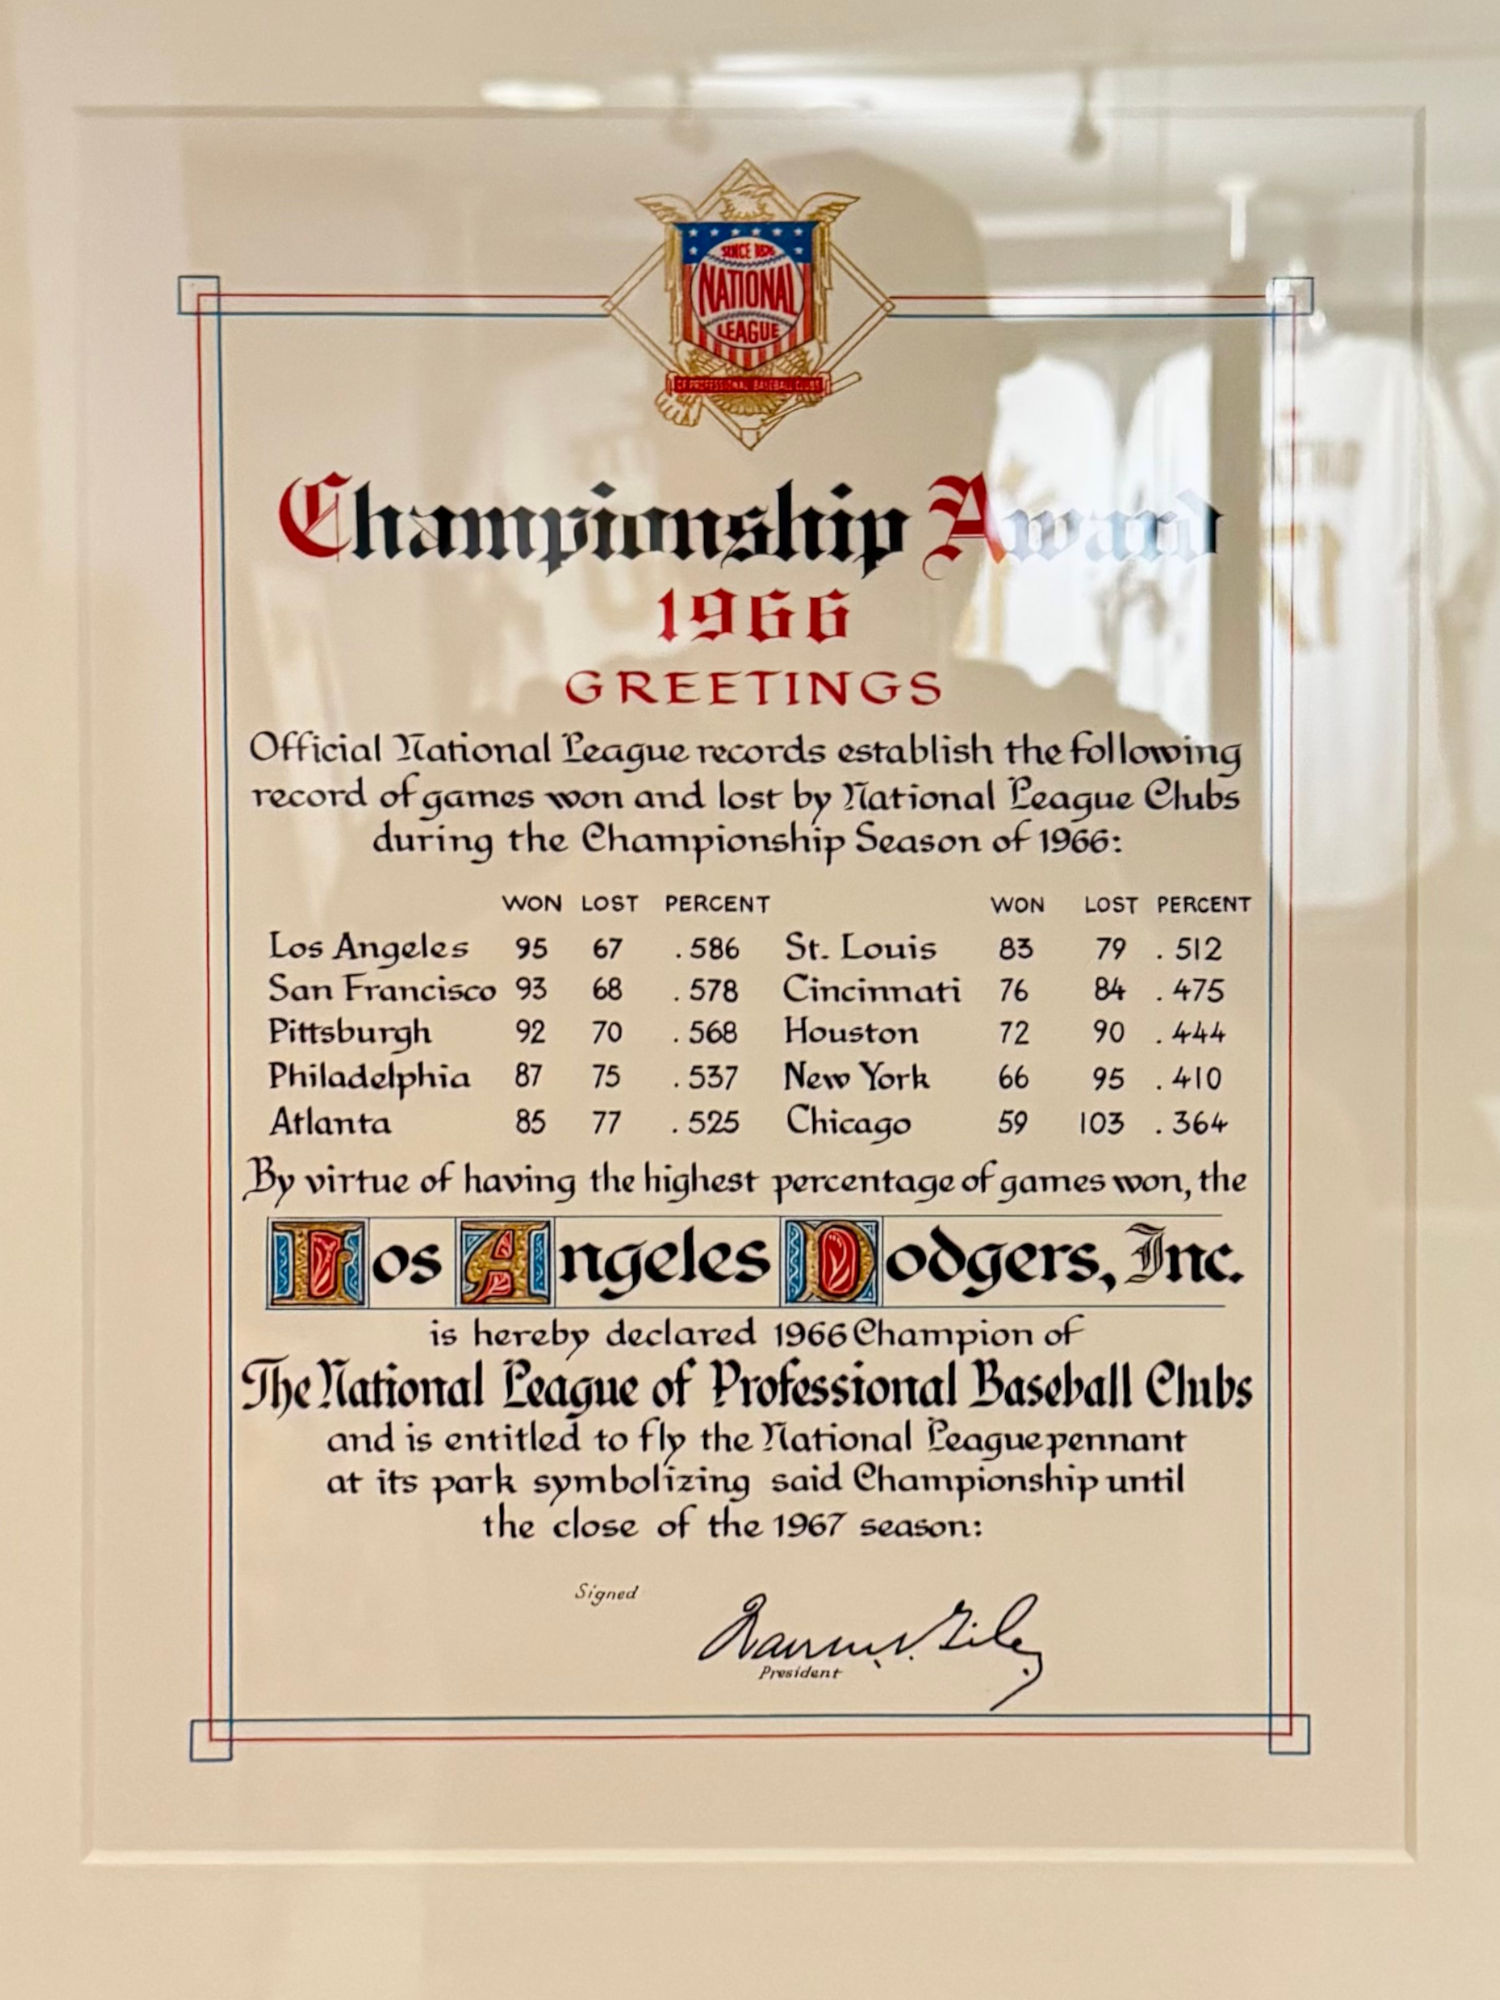 SINCE 1876
NATIONAL
LEAGUE
OF PROFESSIONAL BASEBALL CLUBS
Championship Award
1966
GREETINGS
Official National League records establish the following
record of games won and lost by National League Clubs
during the Championship Season of 1966:
WON LOST PERCENT WON LOST PERCENT
Los Angeles 95 67 .586 St. Louis 83 79 .512
San Francisco 93 68 .578 Cincinnati 76 84 .475
Pittsburgh 92 70 .568 Houston 72 90 .444
Philadelphia 87 75 .537 New York 66 95 .410
Atlanta 85 77 .525 Chicago 59 103 .364
By virtue of having the highest percentage of games won, the
Los Angeles Dodgers, Inc.
is hereby declared 1966 Champion of
The National League of Professional Baseball Clubs
and is entitled to fly the National League pennant
at its park symbolizing said Championship until
the close of the 1967 season:
Signed
Warren C. Giles
President